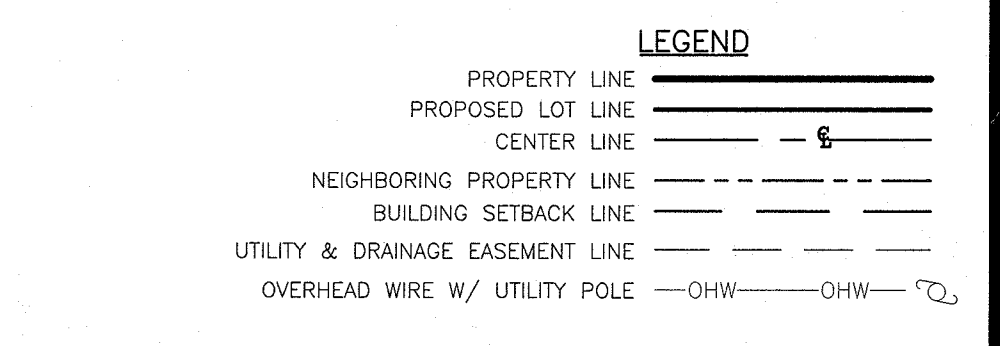 LEGEND
PROPERTY LINE
PROPOSED LOT LINE
CENTER LINE ℄
NEIGHBORING PROPERTY LINE
BUILDING SETBACK LINE
UTILITY & DRAINAGE EASEMENT LINE
OVERHEAD WIRE W/ UTILITY POLE OHW OHW